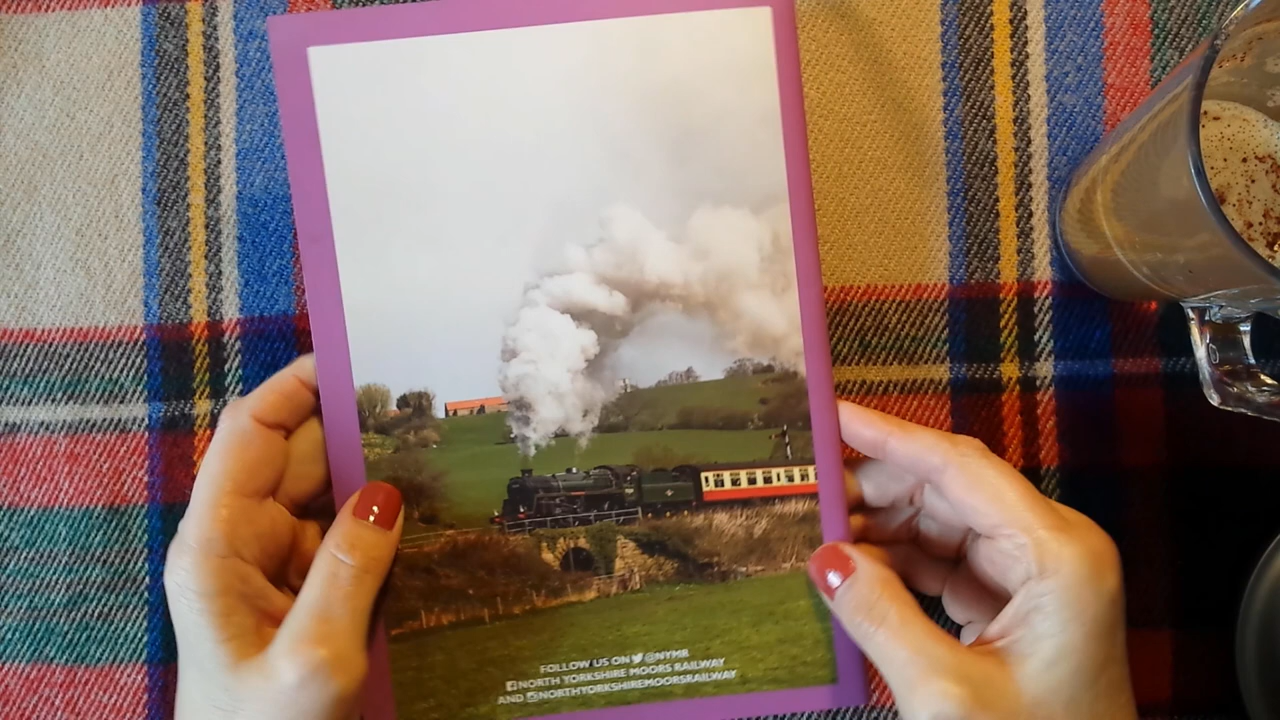 FOLLOW US ON @NYMR
NORTH YORKSHIRE MOORS RAILWAY
AND NORTHYORKSHIREMOORSRAILWAY